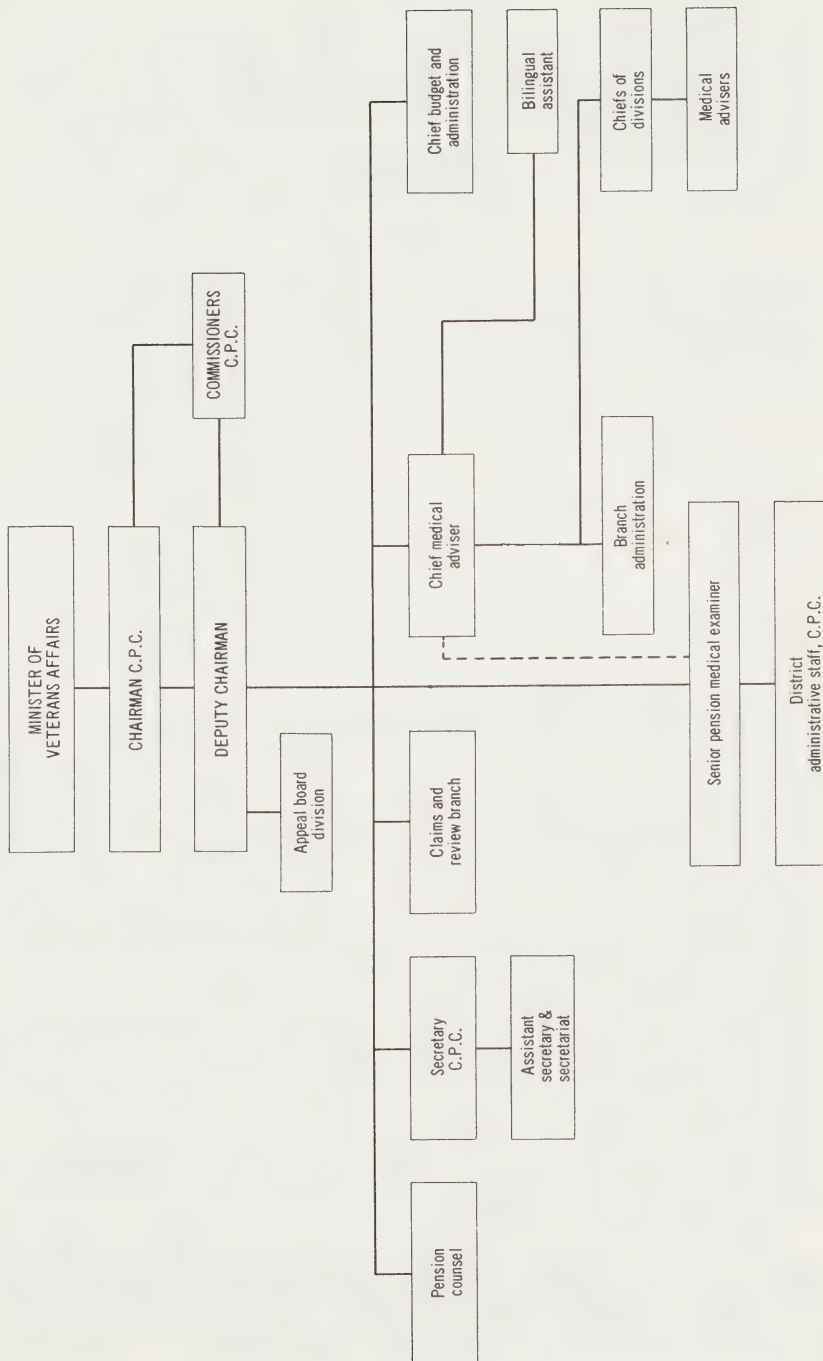 MINISTER OF
VETERANS AFFAIRS
CHAIRMAN C.P.C.
COMMISSIONERS
C.P.C.
DEPUTY CHAIRMAN
Appeal board
division
Pension
counsel
Secretary
C.P.C.
Claims and
review branch
Chief medical
adviser
Chief budget and
administration
Assistant
secretary &
secretariat
Bilingual
assistant
Branch
administration
Chiefs of
divisions
Senior pension medical examiner
Medical
advisers
District
administrative staff, C.P.C.